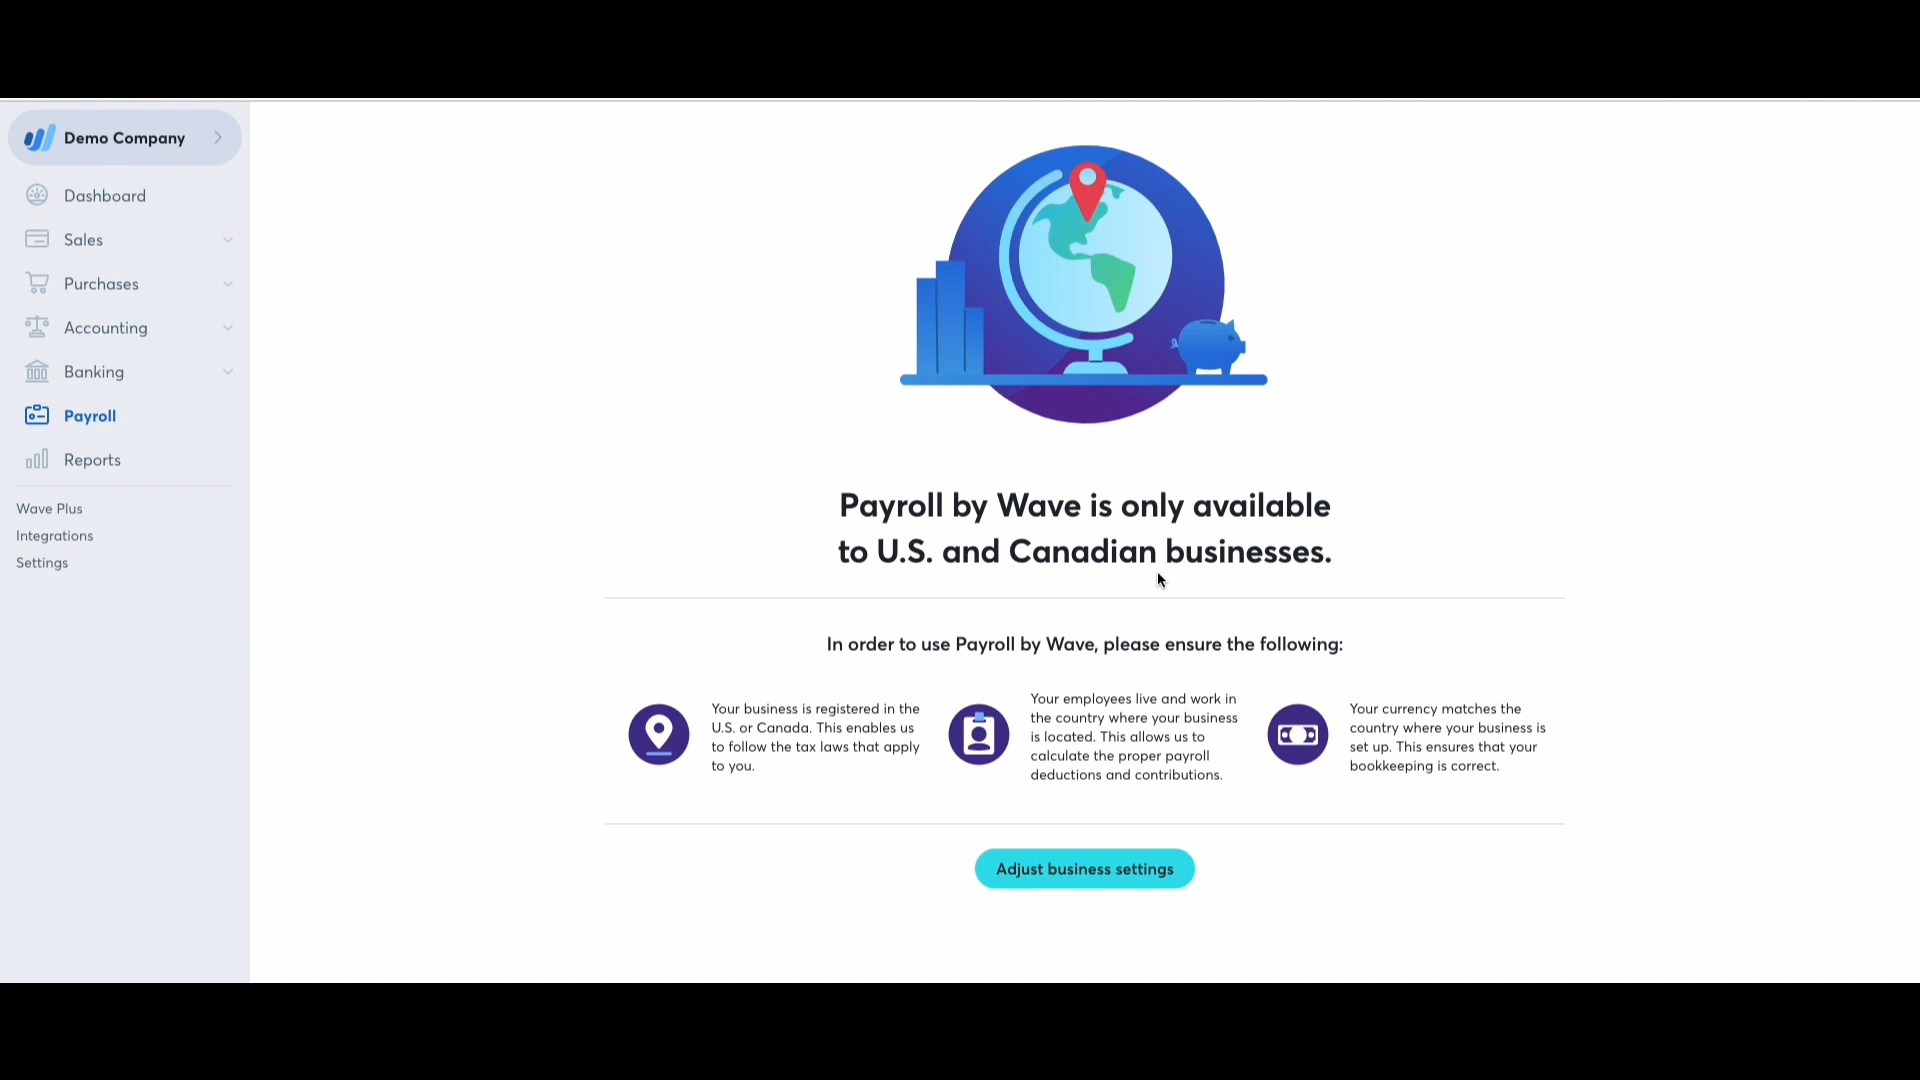 Demo Company
Dashboard
Sales
Purchases
Accounting
Banking
Payroll
Reports
Wave Plus
Integrations
Settings
Payroll by Wave is only available
to U.S. and Canadian businesses.
In order to use Payroll by Wave, please ensure the following:
Your business is registered in the
U.S. or Canada. This enables us
to follow the tax laws that apply
to you.
Your employees live and work in
the country where your business
is located. This allows us to
calculate the proper payroll
deductions and contributions.
Your currency matches the
country where your business is
set up. This ensures that your
bookkeeping is correct.
Adjust business settings